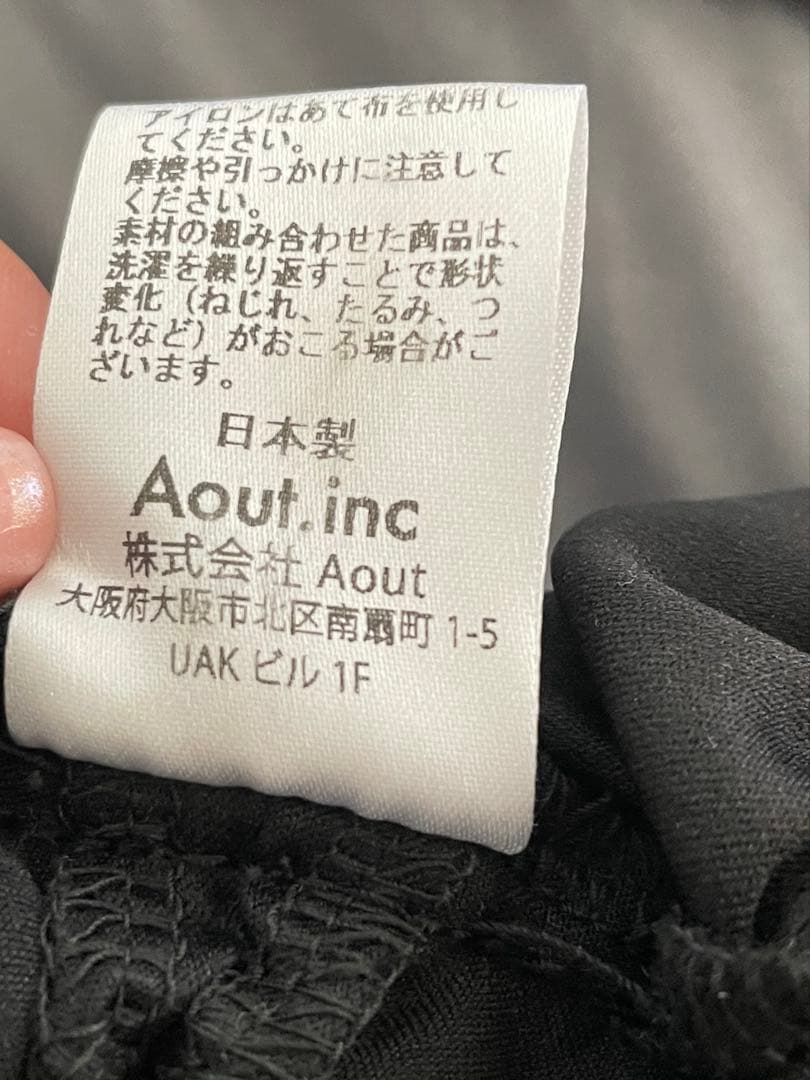 アイロンはあて布を使用し
てください。
摩擦や引っかけに注意して
ください。
素材の組み合わせた商品は、
洗濯を繰り返すことで形状
変化（ねじれ、たるみ、つ
れなど）がおこる場合がご
ざいます。
日本製
Aout.inc
株式会社 Aout
大阪府大阪市北区南扇町 1-5
UAK ビル 1F